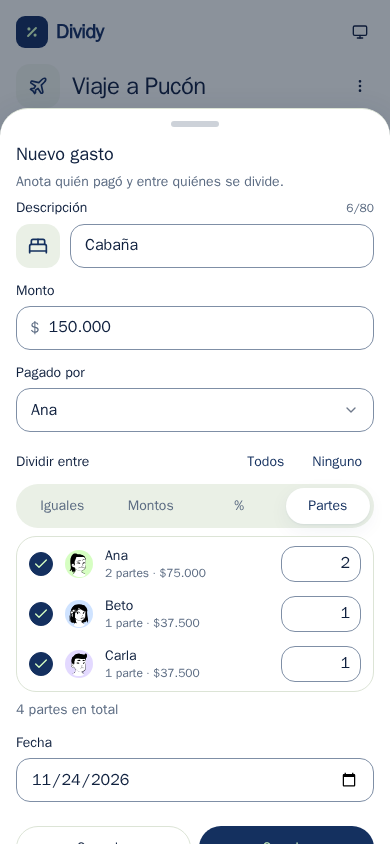 Dividy
Viaje a Pucón
Nuevo gasto
Anota quién pagó y entre quiénes se divide.
Descripción 6/80
Cabaña
Monto
$ 150.000
Pagado por
Ana
Dividir entre Todos Ninguno
Iguales Montos % Partes
Ana
2 partes · $75.000 2
Beto
1 parte · $37.500 1
Carla
1 parte · $37.500 1
4 partes en total
Fecha
11/24/2026